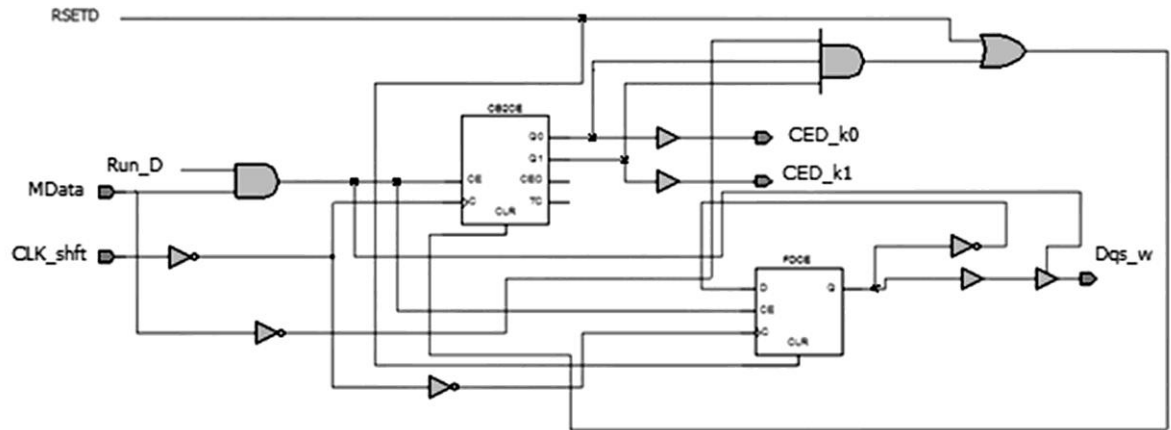 RSETD
CB2CE
Q0
CED_k0
Run_D
Q1
CED_k1
MData
CE
CEO
C
TC
CLR
CLK_shft
Dqs_w
FDCE
D
Q
CE
C
CLR